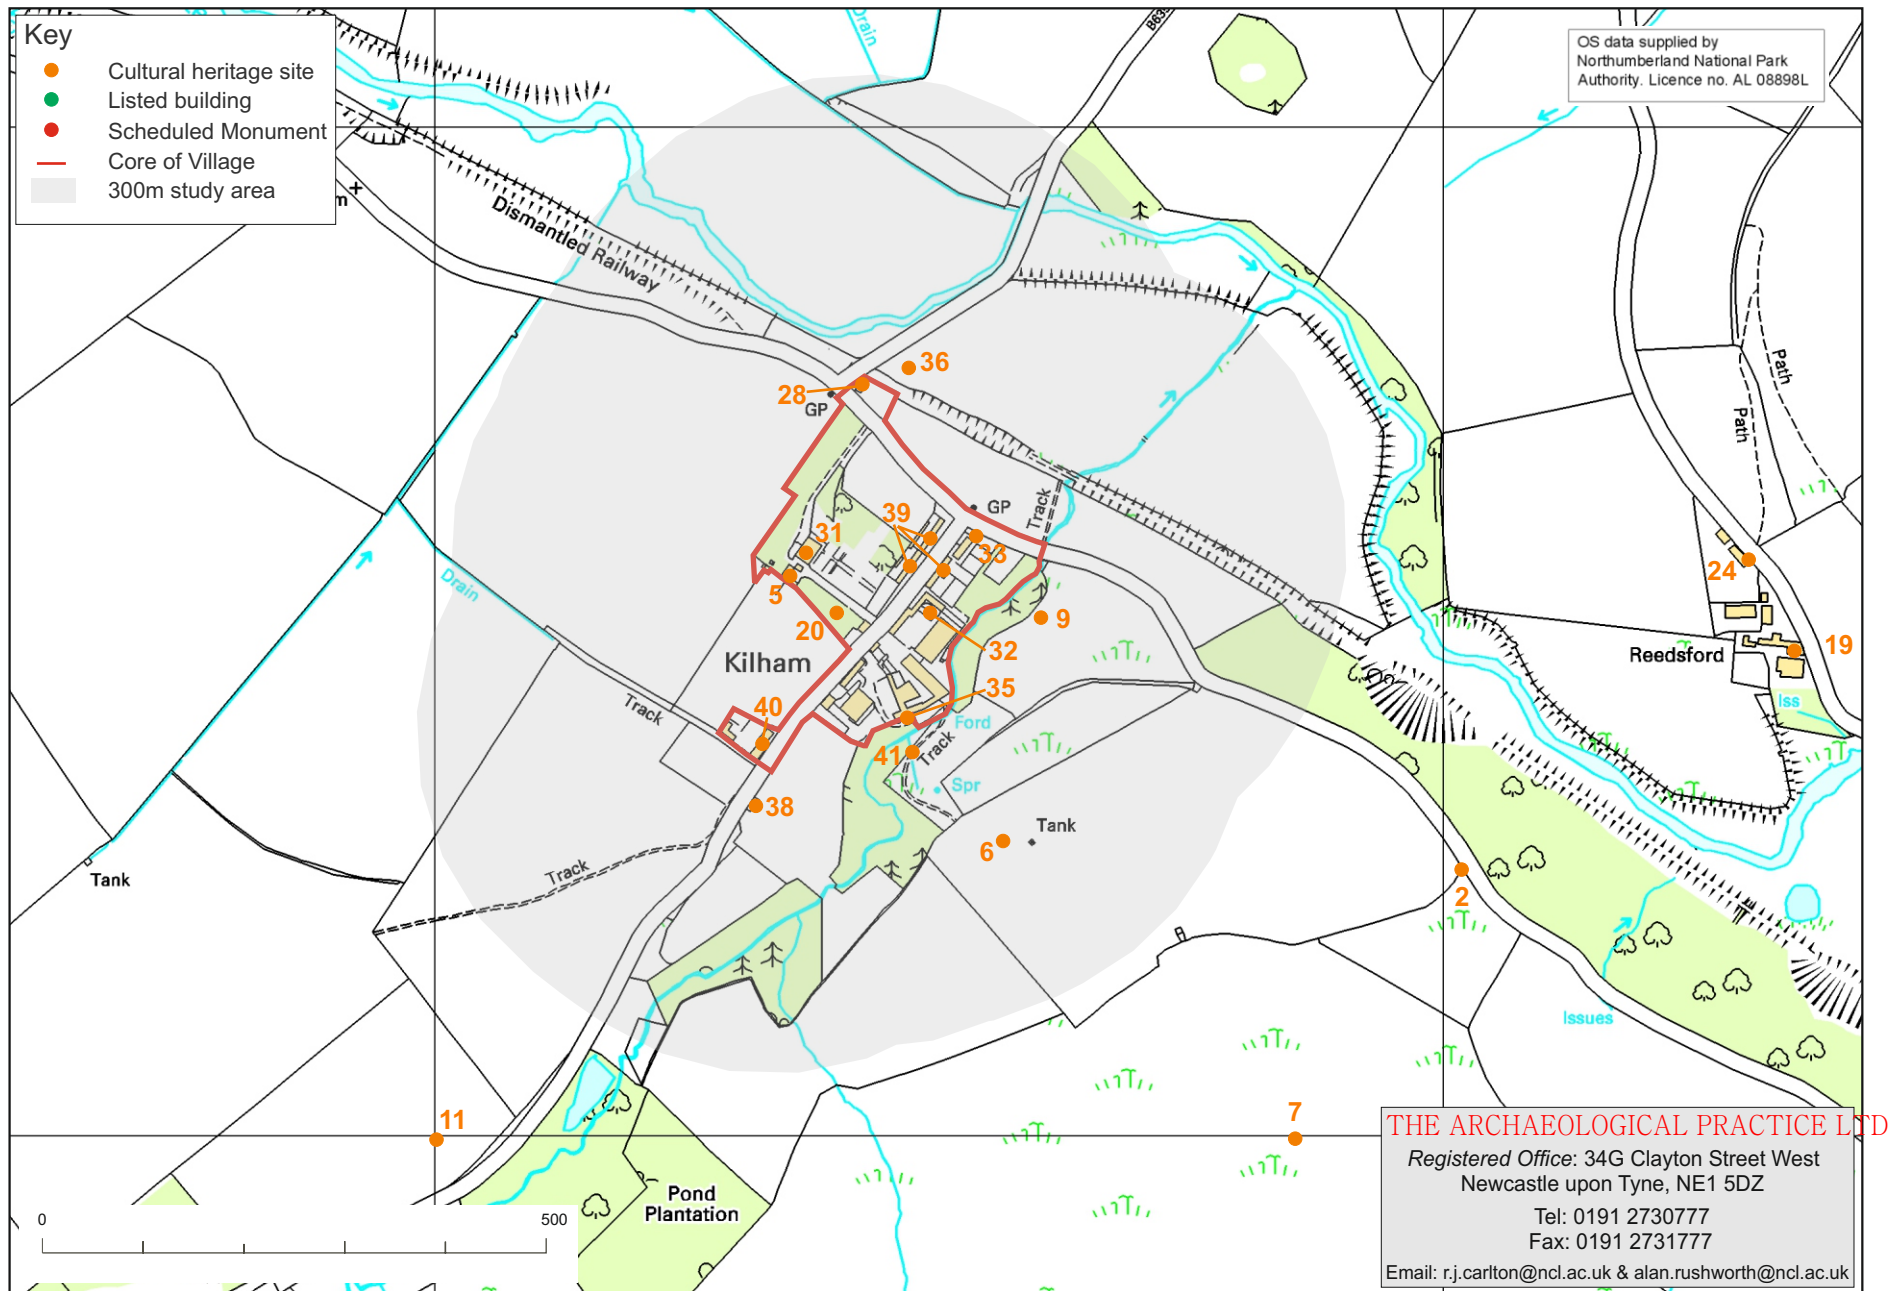 Key
Cultural heritage site
Listed building
Scheduled Monument
Core of Village
300m study area
OS data supplied by
Northumberland National Park
Authority. Licence no. AL 08898L
Drain
m
Dismantled Railway
36
28
GP
GP
Track
39
31
33
5
20
9
32
Kilham
35
Ford
40
41
Track
Spr
38
6
Tank
Track
Track
Drain
Tank
Path
Path
24
19
Reedsford
Iss
2
Issues
11
7
Pond
Plantation
0
500
THE ARCHAEOLOGICAL PRACTICE LTD
Registered Office: 34G Clayton Street West
Newcastle upon Tyne, NE1 5DZ
Tel: 0191 2730777
Fax: 0191 2731777
Email: r.j.carlton@ncl.ac.uk & alan.rushworth@ncl.ac.uk